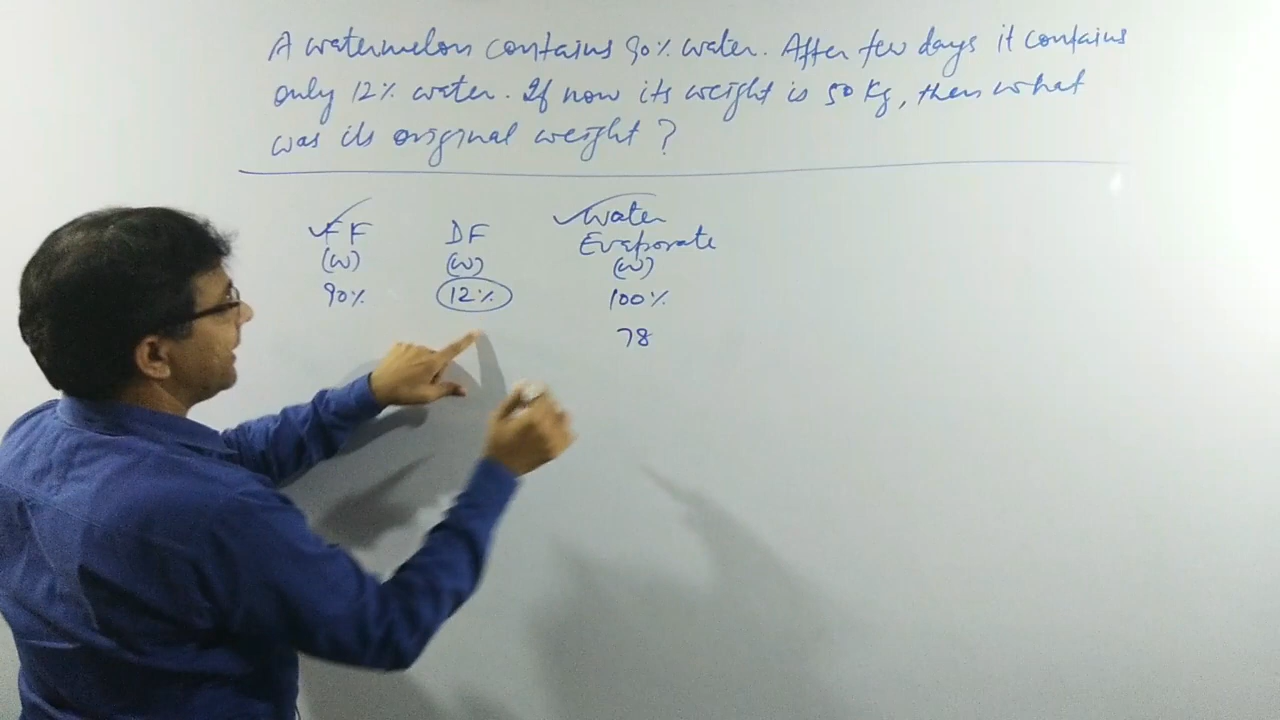 A watermelon contains 90% water. After few days it contains
only 12% water. If now its weight is 50 Kg, then what
was its original weight?
FF DF Water
Evaporate
(W) (W) (W)
90% 12% 100%
78